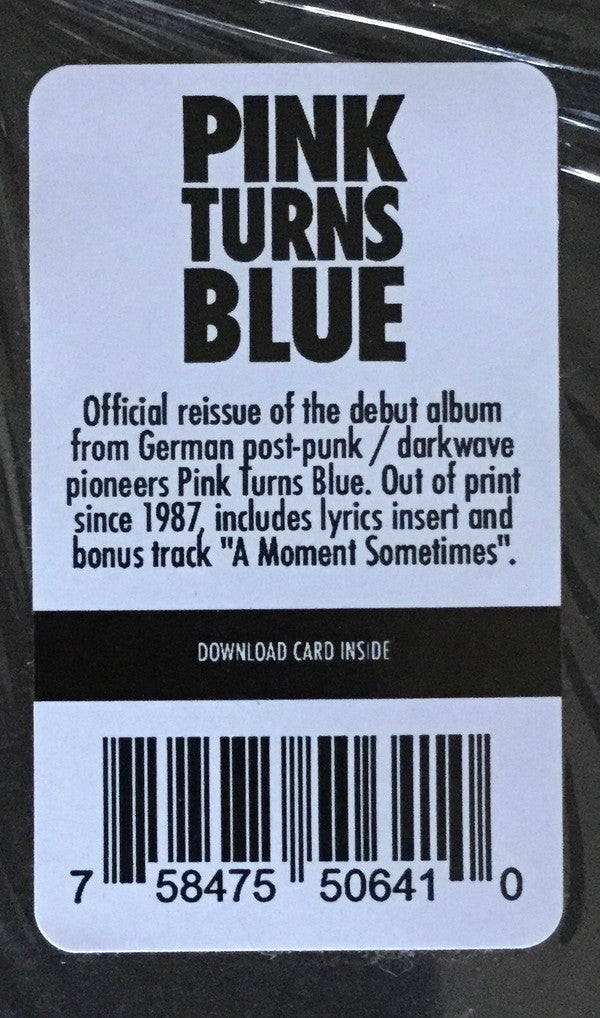 PINK
TURNS
BLUE
Official reissue of the debut album
from German post-punk / darkwave
pioneers Pink Turns Blue. Out of print
since 1987, includes lyrics insert and
bonus track "A Moment Sometimes".
DOWNLOAD CARD INSIDE
7 58475 50641 0